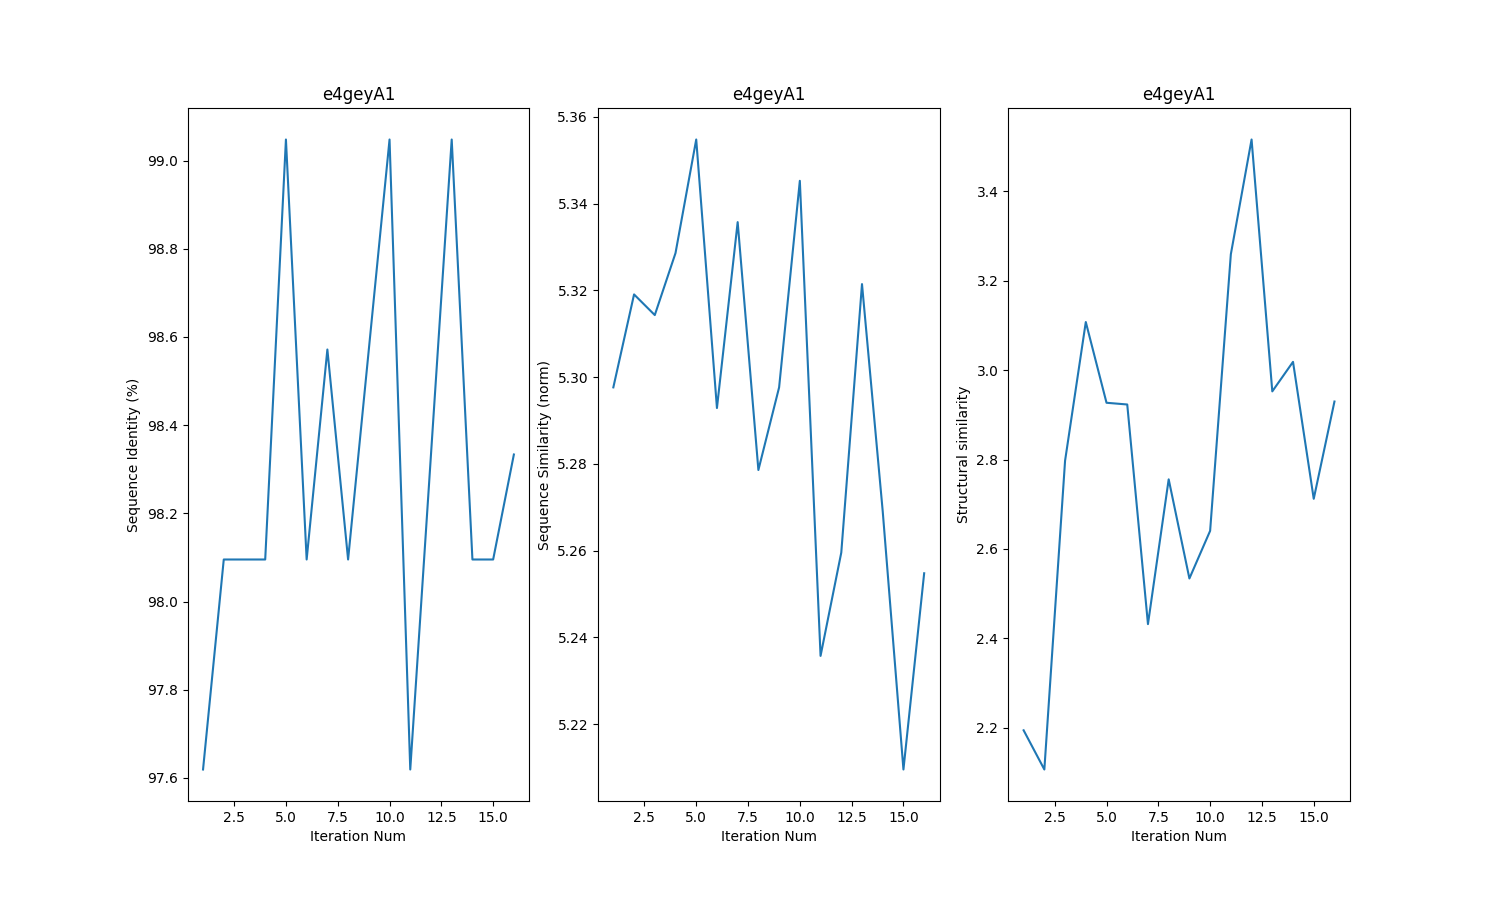 e4geyA1
Sequence Identity (%)
99.0
98.8
98.6
98.4
98.2
98.0
97.8
97.6
2.5 5.0 7.5 10.0 12.5 15.0
Iteration Num
e4geyA1
Sequence Similarity (norm)
5.36
5.34
5.32
5.30
5.28
5.26
5.24
5.22
2.5 5.0 7.5 10.0 12.5 15.0
Iteration Num
e4geyA1
Structural similarity
3.4
3.2
3.0
2.8
2.6
2.4
2.2
2.5 5.0 7.5 10.0 12.5 15.0
Iteration Num